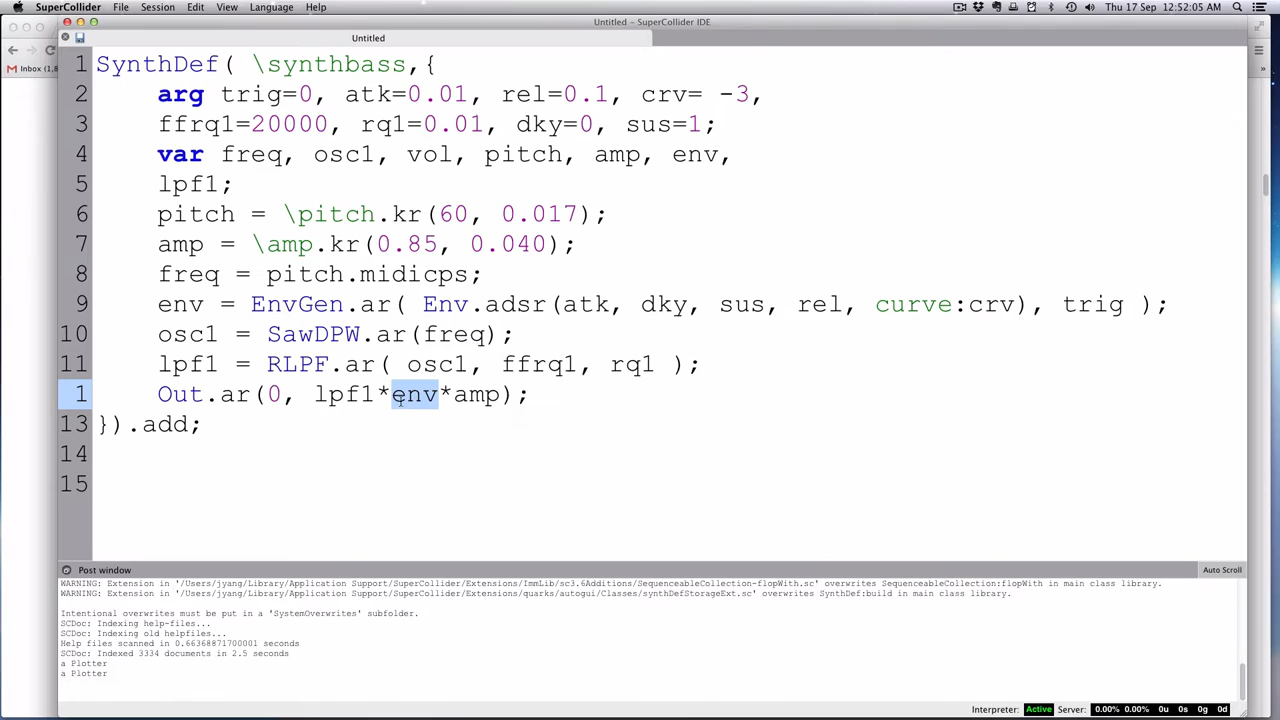 SuperCollider File Session Edit View Language Help Thu 17 Sep 12:52:05 AM
Untitled – SuperCollider IDE
Untitled
Inbox (1,8
1 SynthDef( \synthbass,{
2 arg trig=0, atk=0.01, rel=0.1, crv= -3,
3 ffrq1=20000, rq1=0.01, dky=0, sus=1;
4 var freq, osc1, vol, pitch, amp, env,
5 lpf1;
6 pitch = \pitch.kr(60, 0.017);
7 amp = \amp.kr(0.85, 0.040);
8 freq = pitch.midicps;
9 env = EnvGen.ar( Env.adsr(atk, dky, sus, rel, curve:crv), trig );
10 osc1 = SawDPW.ar(freq);
11 lpf1 = RLPF.ar( osc1, ffrq1, rq1 );
1 Out.ar(0, lpf1*env*amp);
13 }).add;
14
15
Post window Auto Scroll
WARNING: Extension in '/Users/jyang/Library/Application Support/SuperCollider/Extensions/ImmLib/sc3.6Additions/SequenceableCollection-flopWith.sc' overwrites SequenceableCollection:flopWith in main class library.
WARNING: Extension in '/Users/jyang/Library/Application Support/SuperCollider/Extensions/quarks/autogui/Classes/synthDefStorageExt.sc' overwrites SynthDef:build in main class library.
Intentional overwrites must be put in a 'SystemOverwrites' subfolder.
SCDoc: Indexing help-files...
SCDoc: Indexing old helpfiles...
Help files scanned in 0.66368871700001 seconds
SCDoc: Indexed 3334 documents in 2.5 seconds
a Plotter
a Plotter
Interpreter: Active Server: 0.00% 0.00% 0u 0s 0g 0d